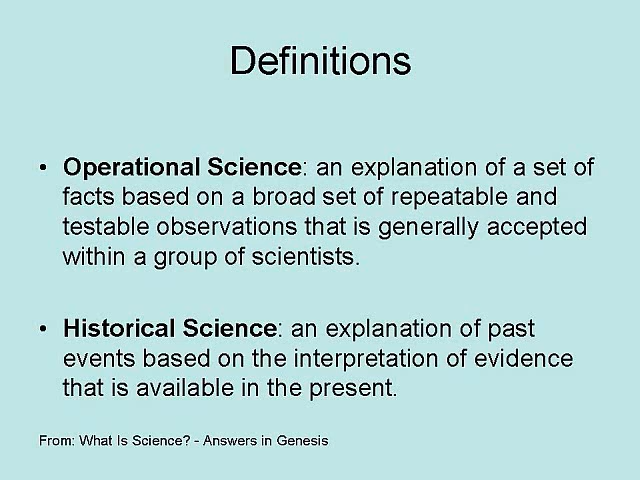 Definitions
• Operational Science: an explanation of a set of
facts based on a broad set of repeatable and
testable observations that is generally accepted
within a group of scientists.
• Historical Science: an explanation of past
events based on the interpretation of evidence
that is available in the present.
From: What Is Science? - Answers in Genesis